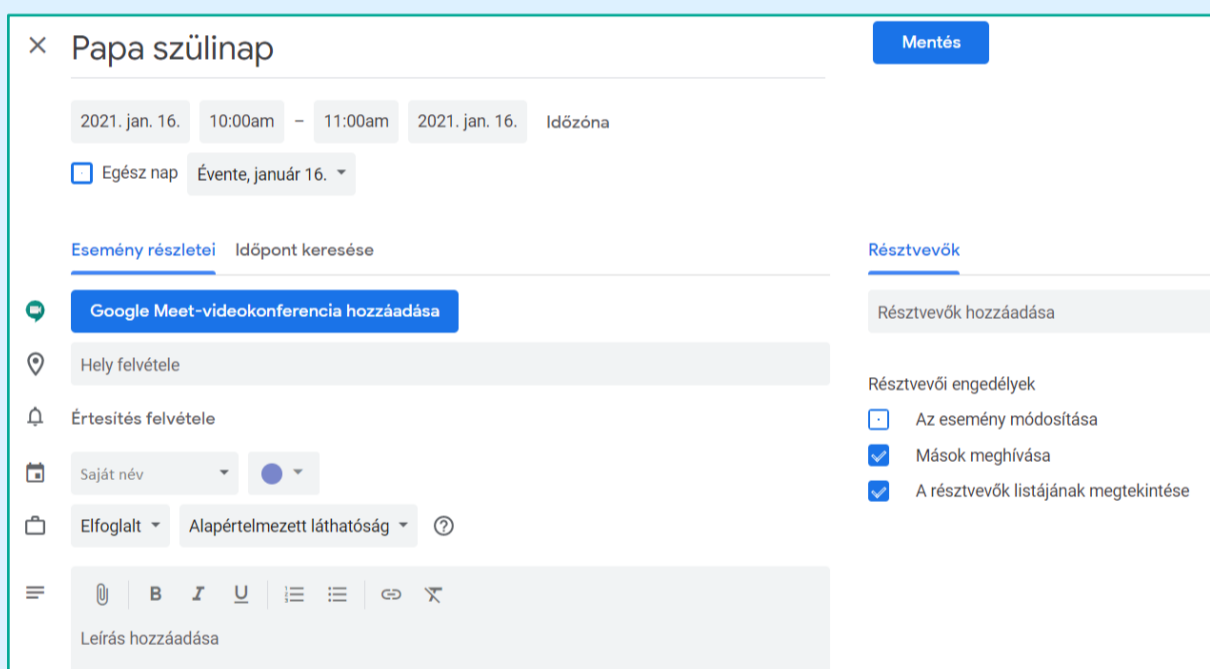 Papa szülinap
Mentés
2021. jan. 16. 10:00am – 11:00am 2021. jan. 16. Időzóna
Egész nap Évente, január 16.
Esemény részletei Időpont keresése
Résztvevők
Google Meet-videokonferencia hozzáadása
Résztvevők hozzáadása
Hely felvétele
Résztvevői engedélyek
Értesítés felvétele
Az esemény módosítása
Mások meghívása
Saját név
A résztvevők listájának megtekintése
Elfoglalt Alapértelmezett láthatóság
B I U
Leírás hozzáadása